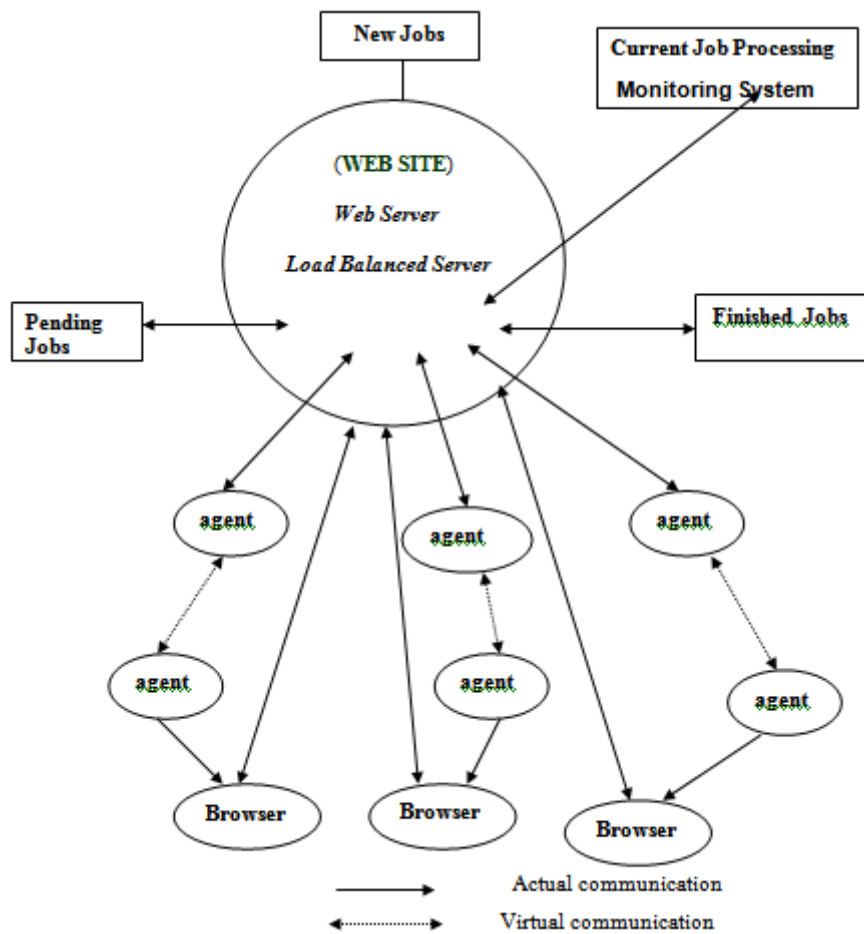 New Jobs
Current Job Processing
Monitoring System
(WEB SITE)
Web Server
Load Balanced Server
Pending
Jobs
Finished Jobs
agent
agent
agent
agent
agent
agent
Browser
Browser
Browser
Actual communication
Virtual communication